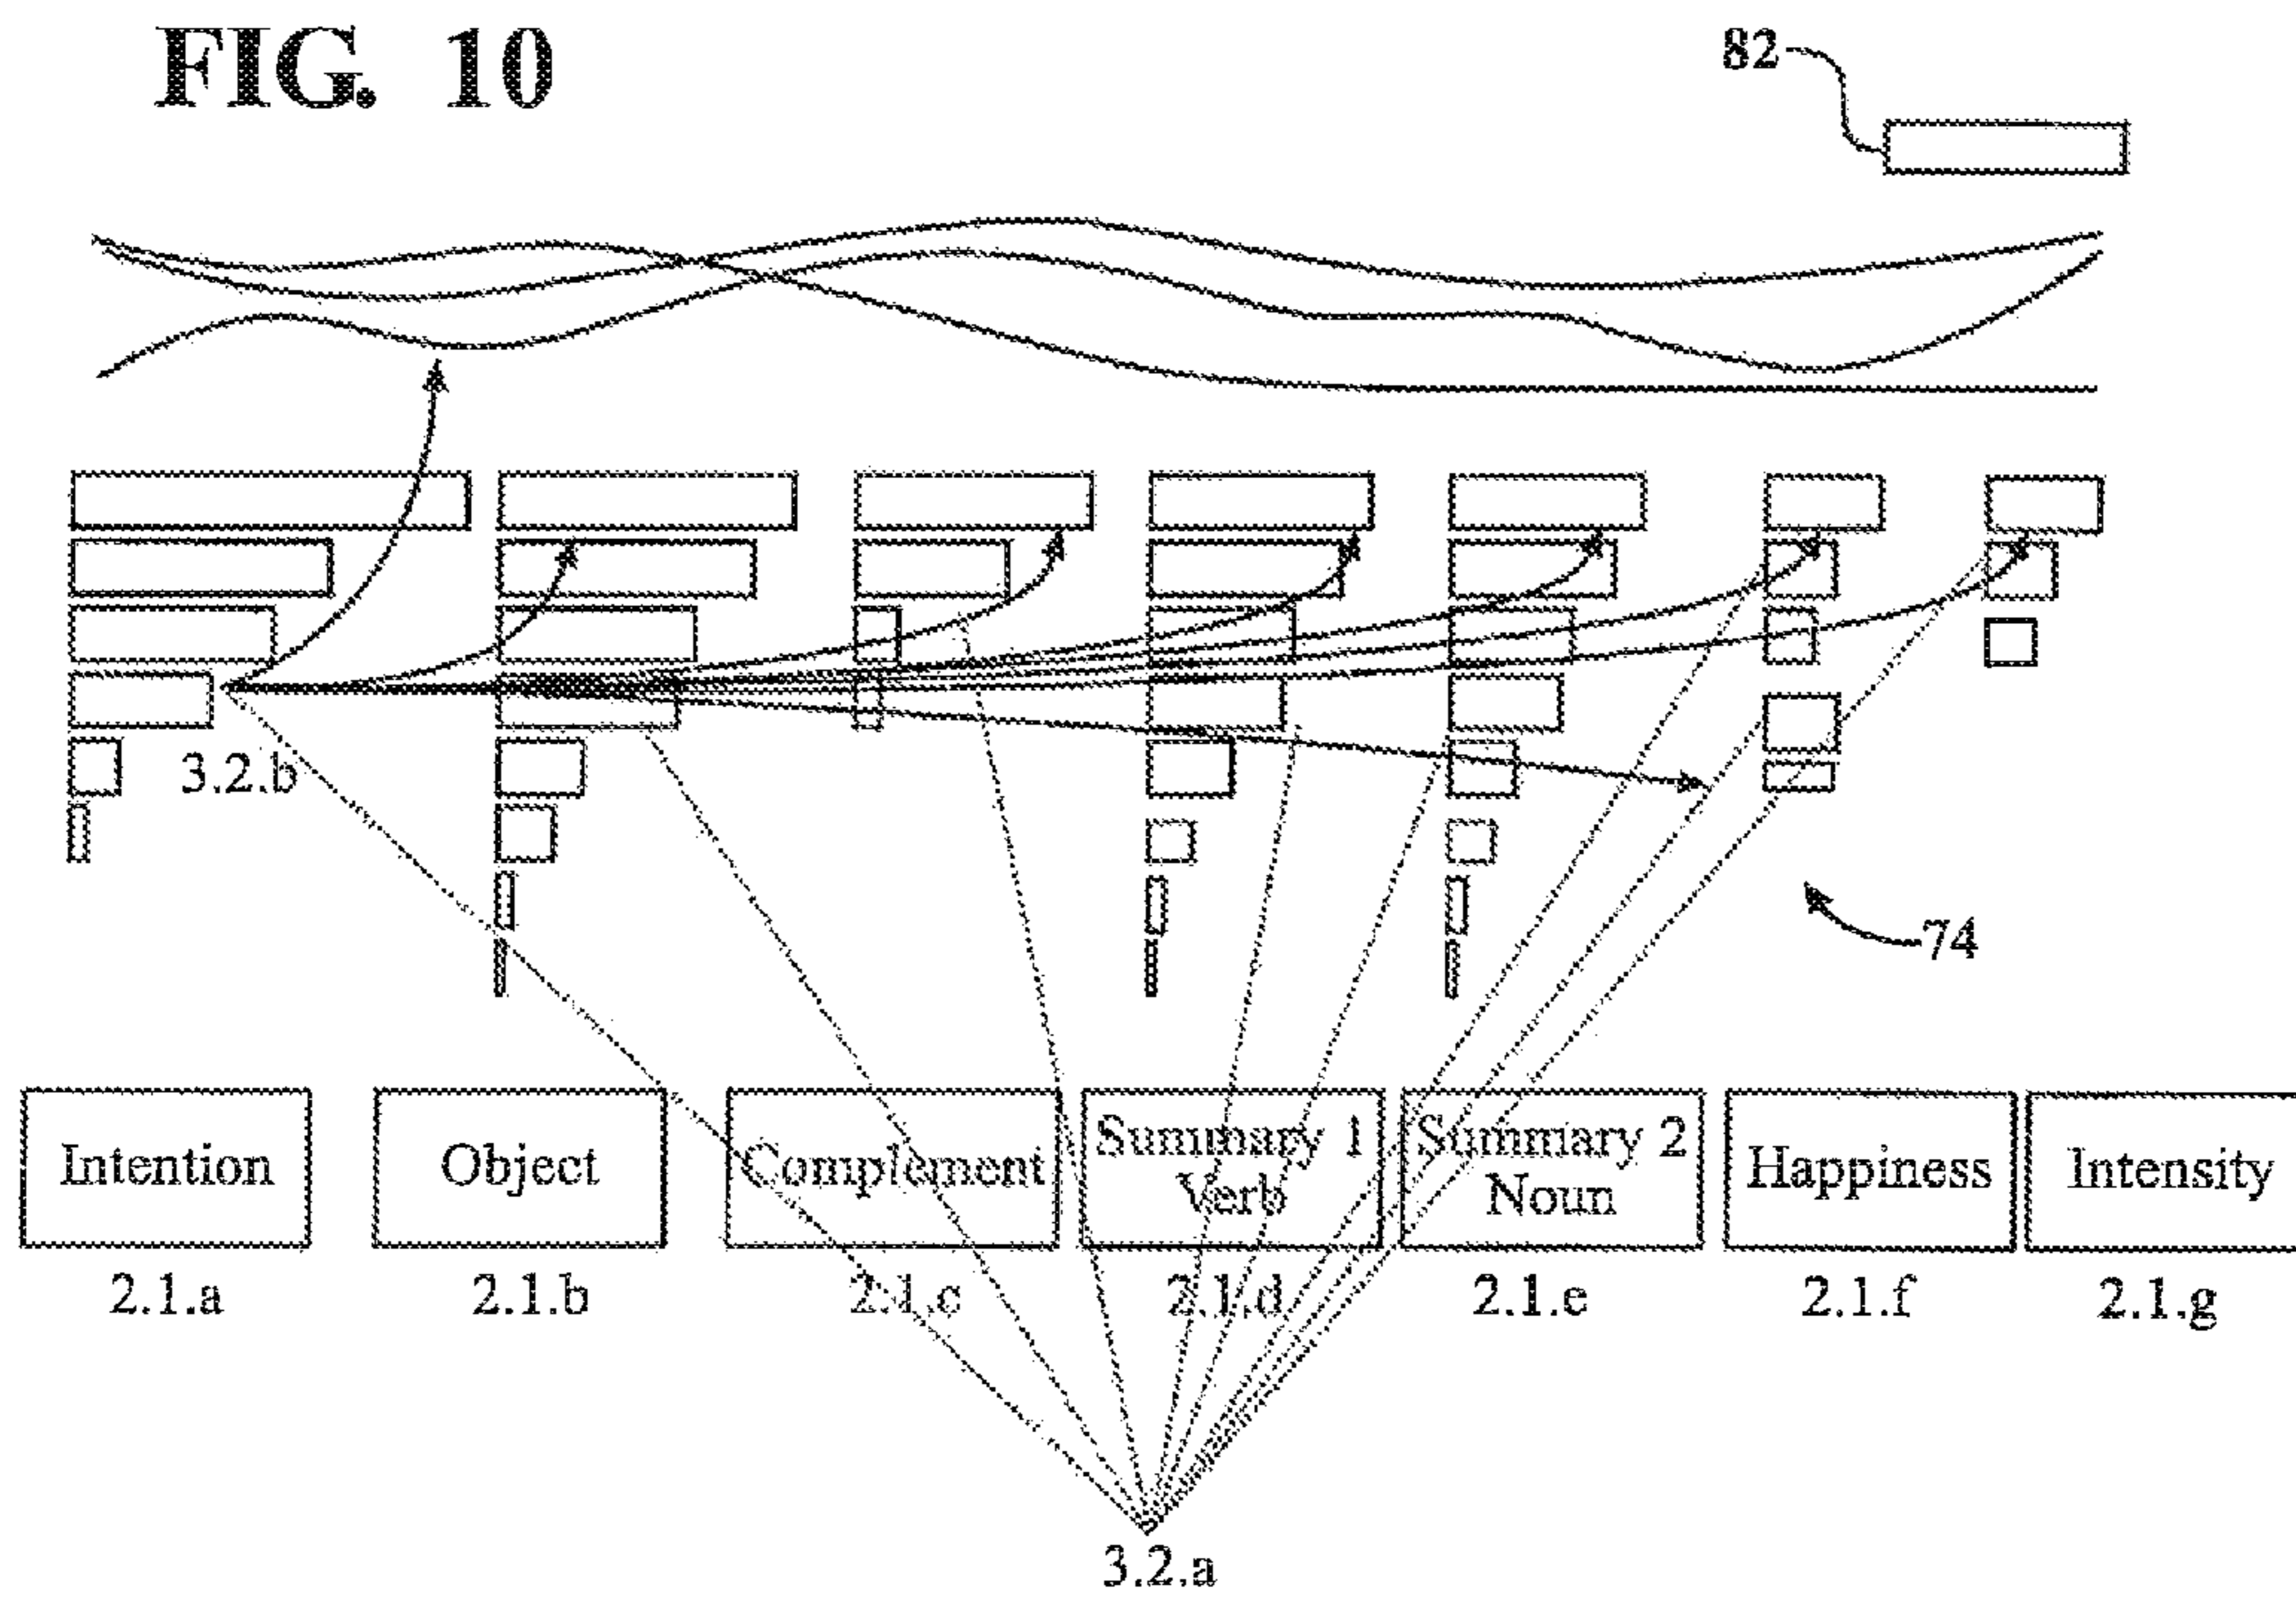 FIG. 10
82
3.2.b
74
Intention
Object
Complement
Summary 1
Verb
Summary 2
Noun
Happiness
Intensity
2.1.a
2.1.b
2.1.c
2.1.d
2.1.e
2.1.f
2.1.g
3.2.a